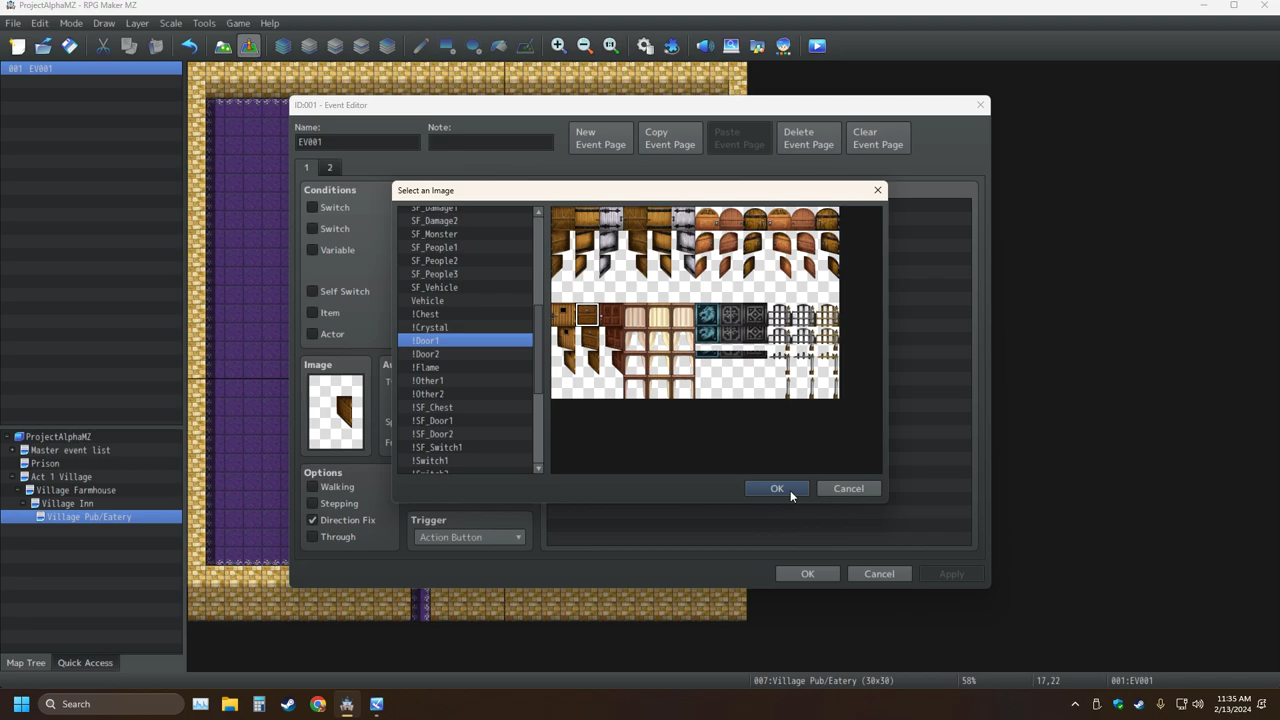 ProjectAlphaMZ - RPG Maker MZ
File Edit Mode Draw Layer Scale Tools Game Help
001 EV001
ID:001 - Event Editor
Name: Note:
EV001
New Event Page
Copy Event Page
Paste Event Page
Delete Event Page
Clear Event Page
1 2
Conditions
Switch
Switch
Variable
Self Switch
Item
Actor
Image
Options
Walking
Stepping
Direction Fix
Through
Trigger
Action Button
OK Cancel Apply
Select an Image
SF_Damage1
SF_Damage2
SF_Monster
SF_People1
SF_People2
SF_People3
SF_Vehicle
Vehicle
!Chest
!Crystal
!Door1
!Door2
!Flame
!Other1
!Other2
!SF_Chest
!SF_Door1
!SF_Door2
!SF_Switch1
!Switch1
OK Cancel
ProjectAlphaMZ
Master event list
Prison
Act 1 Village
Village Farmhouse
Village Inn
Village Pub/Eatery
Map Tree Quick Access
007:Village Pub/Eatery (30x30) 58% 17,22 001:EV001
Search
11:35 AM
2/13/2024